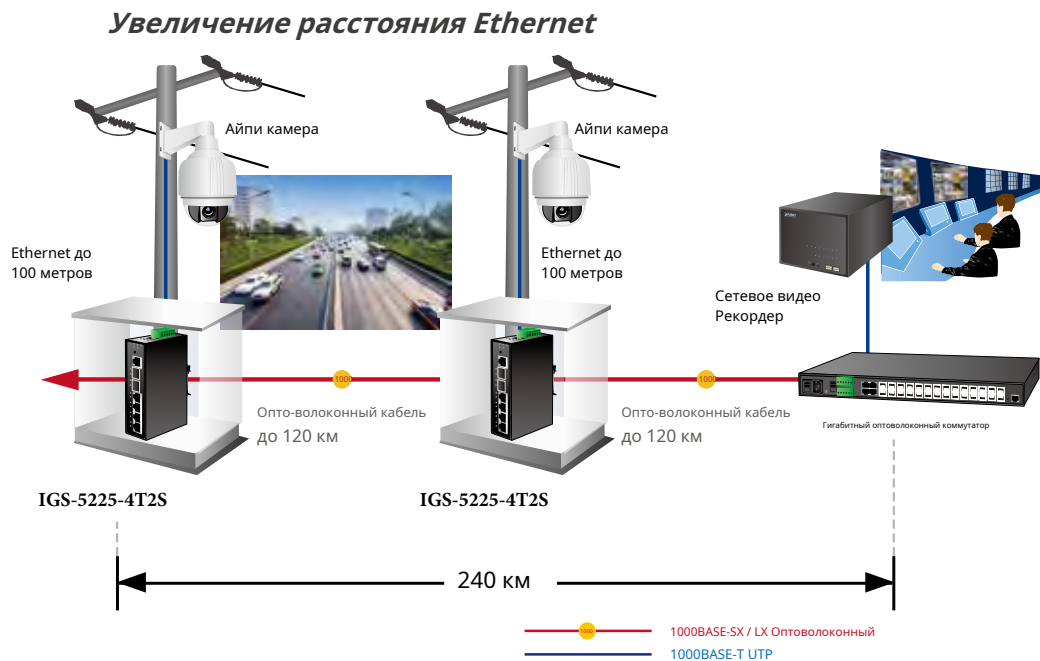 Увеличение расстояния Ethernet
Айпи камера
Айпи камера
Ethernet до
100 метров
Ethernet до
100 метров
Сетевое видео
Рекордер
1000
1000
Опто-волоконный кабель
до 120 км
Опто-волоконный кабель
до 120 км
Гигабитный оптоволоконный коммутатор
IGS-5225-4T2S
IGS-5225-4T2S
240 км
1000
1000BASE-SX / LX Оптоволоконный
1000BASE-T UTP